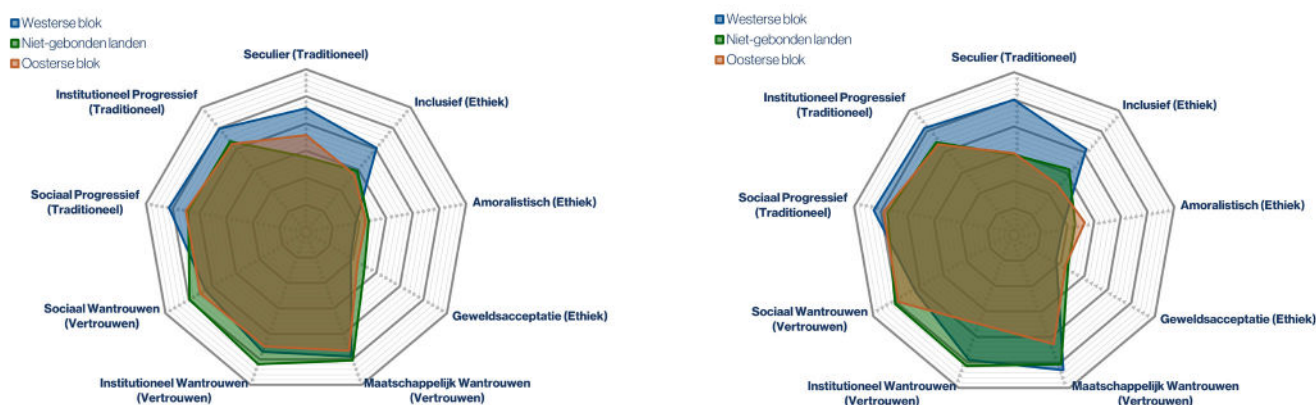 Westerse blok
Niet-gebonden landen
Oosterse blok
Seculier (Traditioneel)
Institutioneel Progressief
(Traditioneel)
Inclusief (Ethiek)
Sociaal Progressief
(Traditioneel)
Amoralistisch (Ethiek)
Sociaal Wantrouwen
(Vertrouwen)
Geweldsacceptatie (Ethiek)
Institutioneel Wantrouwen
(Vertrouwen)
Maatschappelijk Wantrouwen
(Vertrouwen)
Westerse blok
Niet-gebonden landen
Oosterse blok
Seculier (Traditioneel)
Institutioneel Progressief
(Traditioneel)
Inclusief (Ethiek)
Sociaal Progressief
(Traditioneel)
Amoralistisch (Ethiek)
Sociaal Wantrouwen
(Vertrouwen)
Geweldsacceptatie (Ethiek)
Institutioneel Wantrouwen
(Vertrouwen)
Maatschappelijk Wantrouwen
(Vertrouwen)